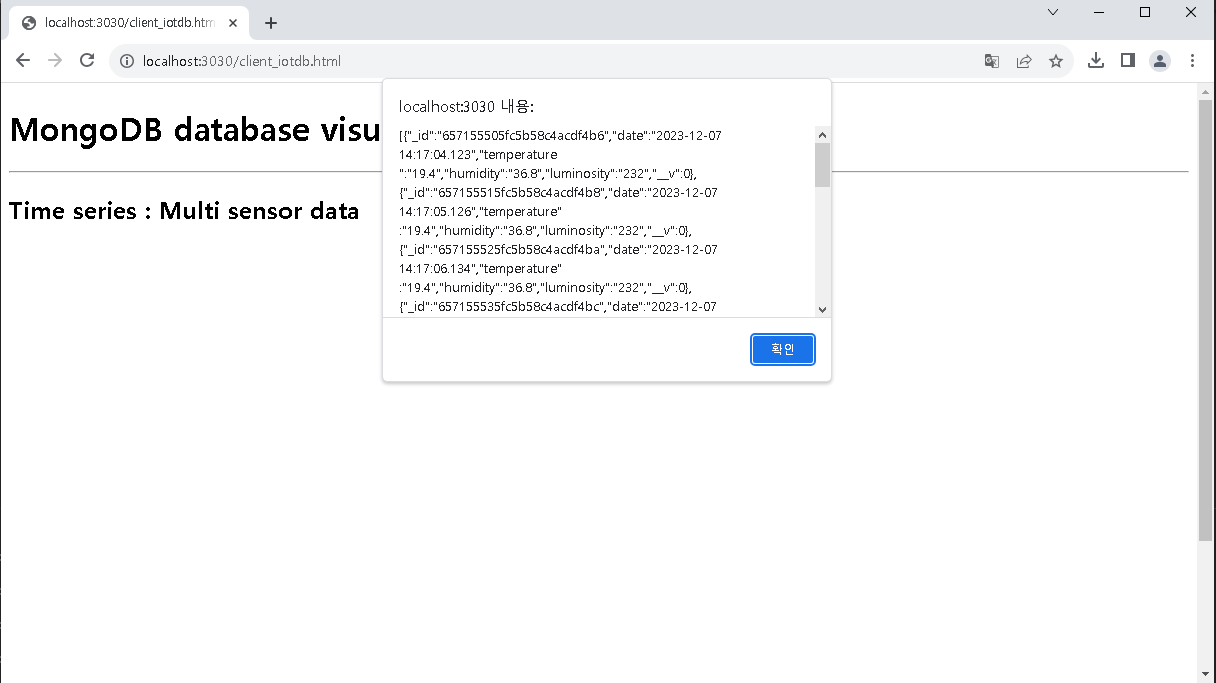 localhost:3030/client_iotdb.htm
localhost:3030/client_iotdb.html
MongoDB database visu
Time series : Multi sensor data
localhost:3030 내용:
[{"_id":"657155505fc5b58c4acdf4b6","date":"2023-12-07
14:17:04.123","temperature
":"19.4","humidity":"36.8","luminosity":"232","__v":0},
{"_id":"657155515fc5b58c4acdf4b8","date":"2023-12-07
14:17:05.126","temperature"
:"19.4","humidity":"36.8","luminosity":"232","__v":0},
{"_id":"657155525fc5b58c4acdf4ba","date":"2023-12-07
14:17:06.134","temperature"
:"19.4","humidity":"36.8","luminosity":"232","__v":0},
{"_id":"657155535fc5b58c4acdf4bc","date":"2023-12-07
확인